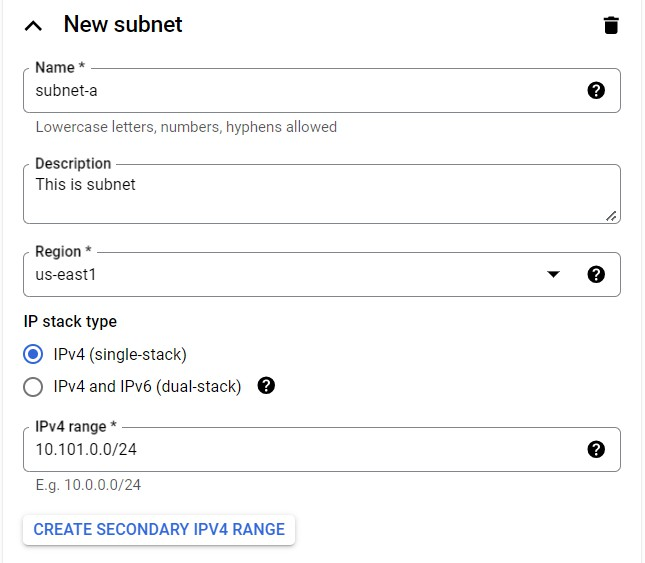 New subnet
Name *
subnet-a
Lowercase letters, numbers, hyphens allowed
Description
This is subnet
Region *
us-east1
IP stack type
IPv4 (single-stack)
IPv4 and IPv6 (dual-stack)
IPv4 range *
10.101.0.0/24
E.g. 10.0.0.0/24
CREATE SECONDARY IPV4 RANGE